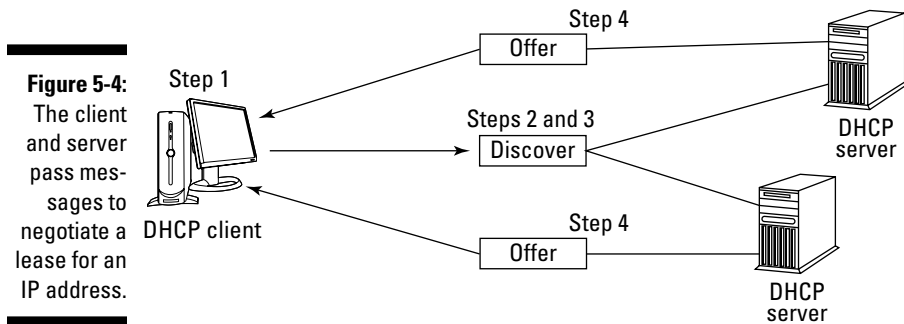 Figure 5-4:
The client
and server
pass mes-
sages to
negotiate a
lease for an
IP address.
Step 1
DHCP client
Step 4
Offer
Steps 2 and 3
Discover
Step 4
Offer
DHCP
server
DHCP
server